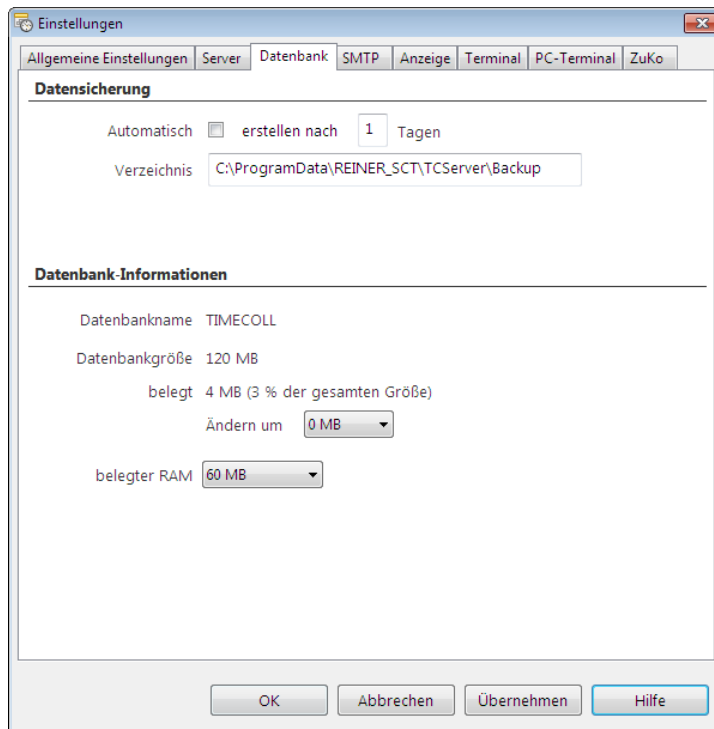 Einstellungen
Allgemeine Einstellungen Server Datenbank SMTP Anzeige Terminal PC-Terminal ZuKo
Datensicherung
Automatisch erstellen nach 1 Tagen
Verzeichnis C:\ProgramData\REINER_SCT\TCServer\Backup
Datenbank-Informationen
Datenbankname TIMECOLL
Datenbankgröße 120 MB
belegt 4 MB (3 % der gesamten Größe)
Ändern um 0 MB
belegter RAM 60 MB
OK Abbrechen Übernehmen Hilfe